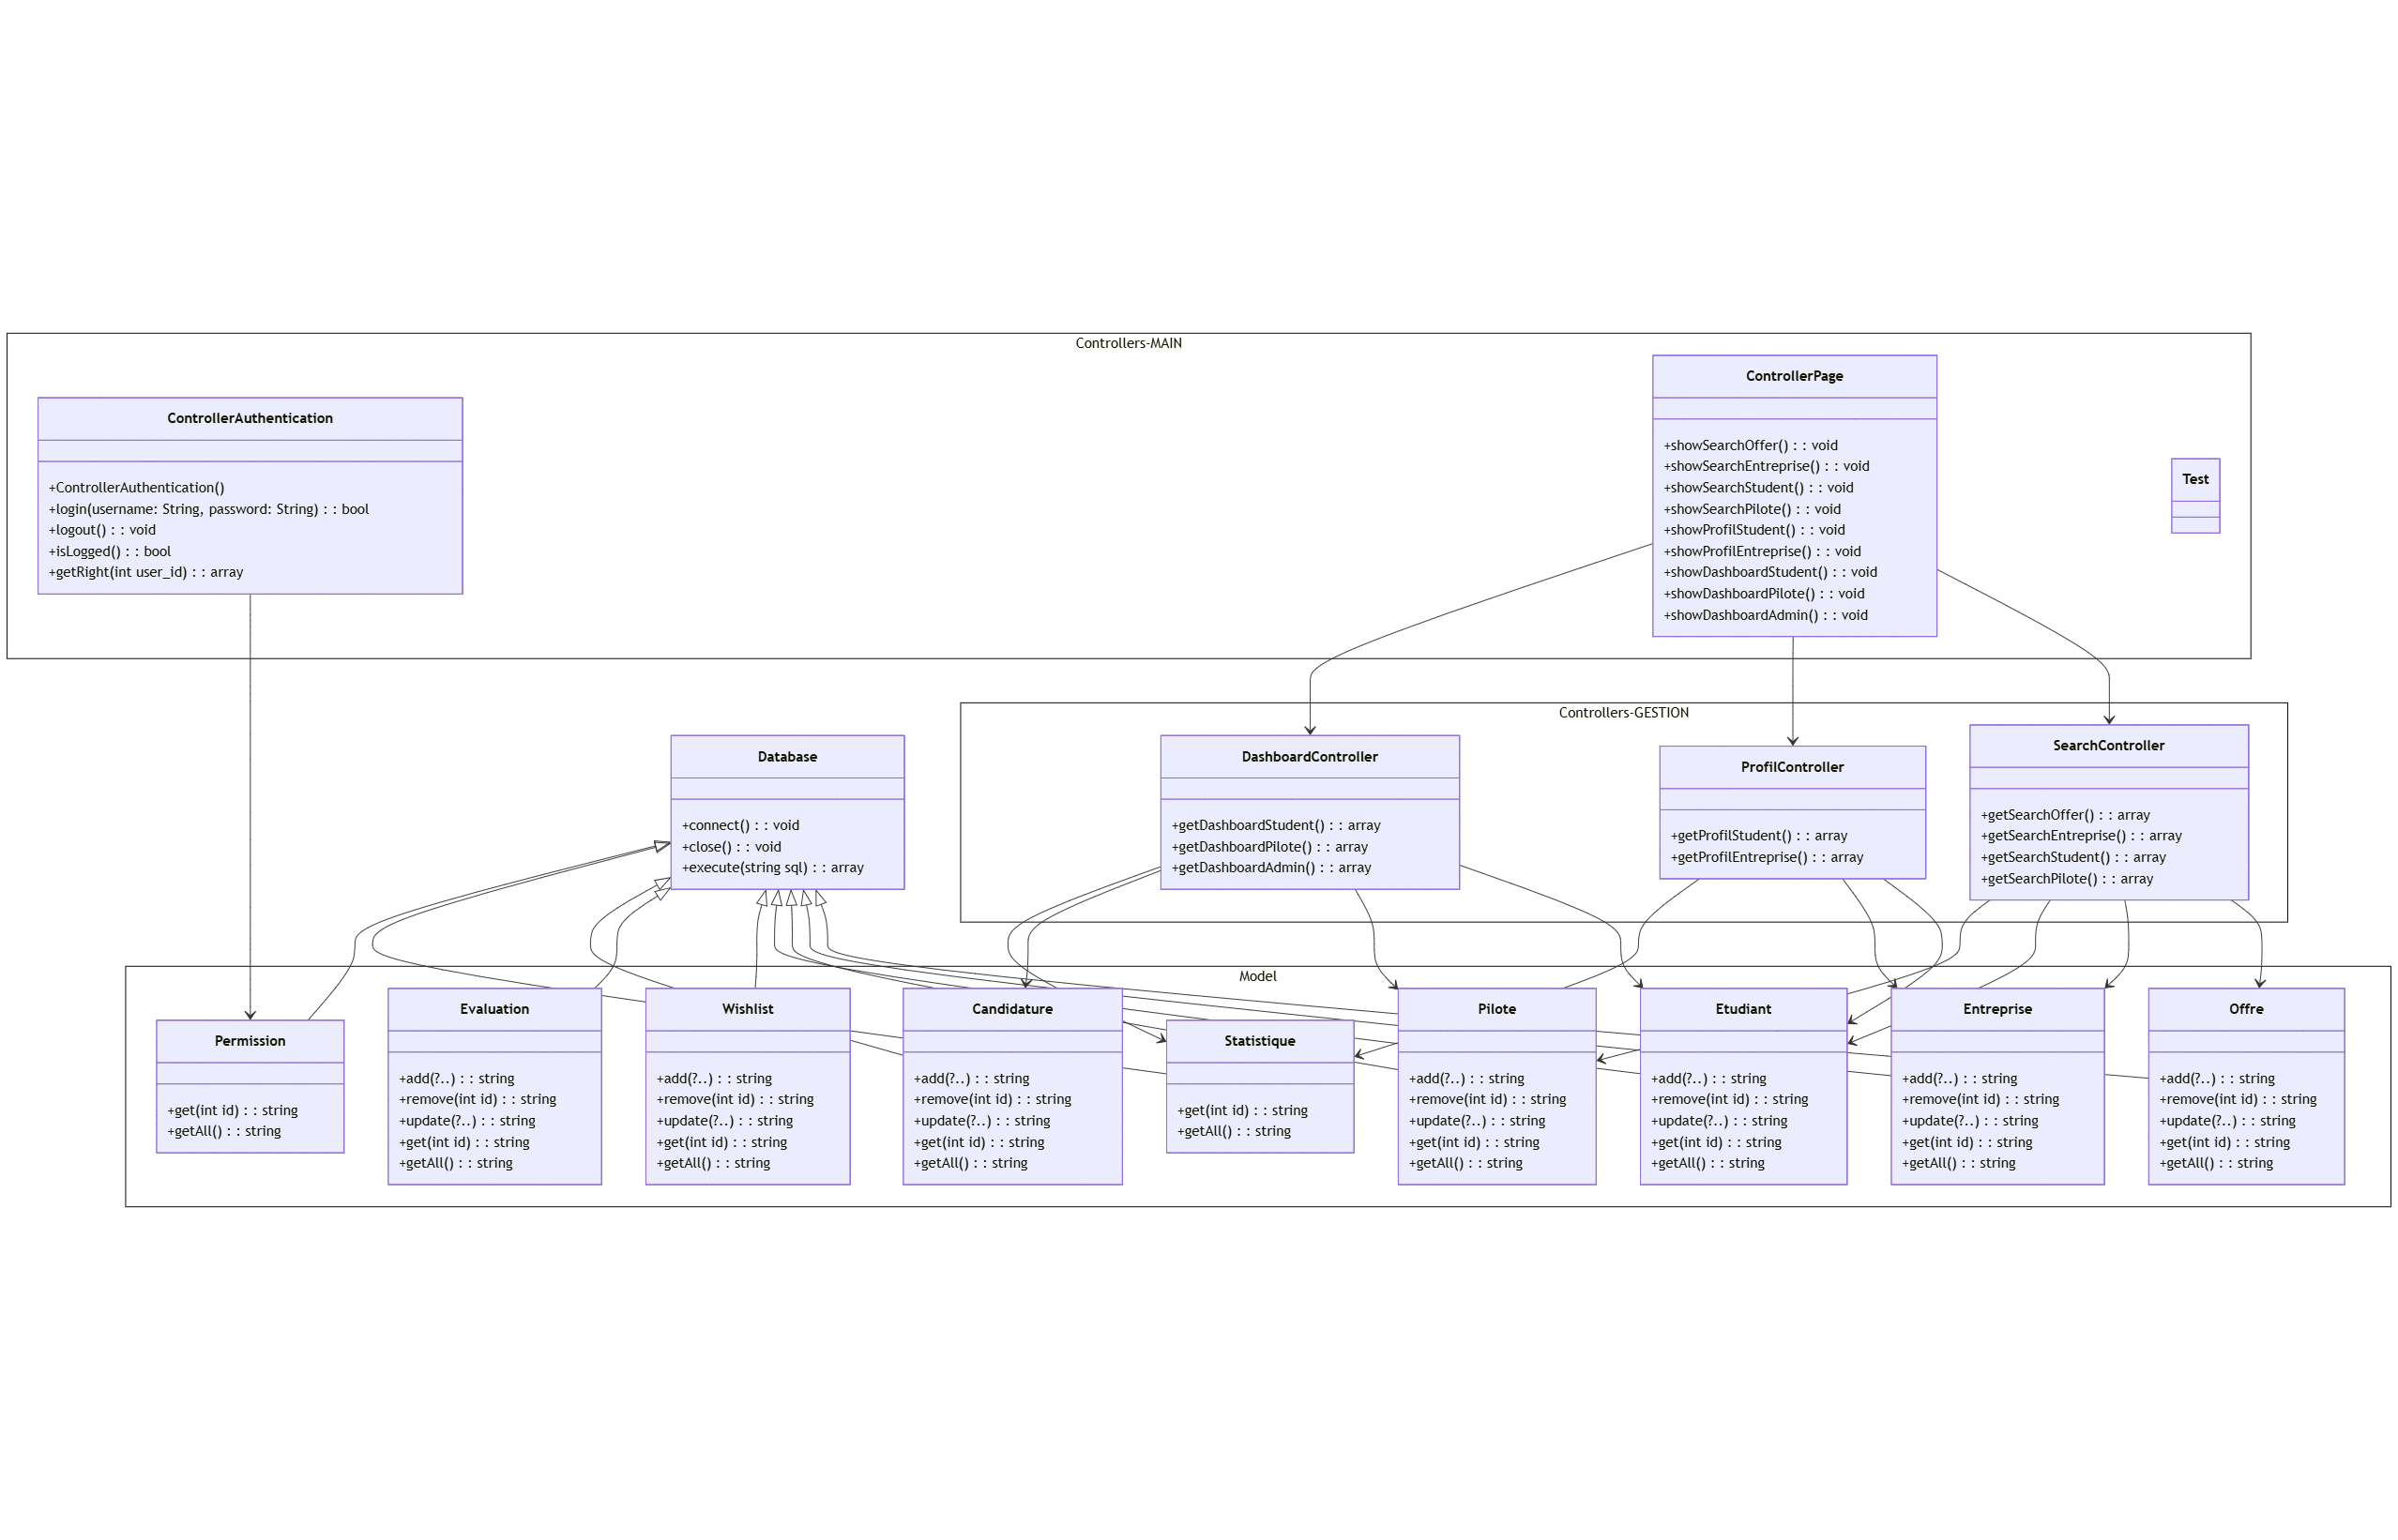 Controllers-MAIN
ControllerAuthentication
+ControllerAuthentication()
+login(username: String, password: String) : : bool
+logout() : : void
+isLogged() : : bool
+getRight(int user_id) : : array
ControllerPage
+showSearchOffer() : : void
+showSearchEntreprise() : : void
+showSearchStudent() : : void
+showSearchPilote() : : void
+showProfilStudent() : : void
+showProfilEntreprise() : : void
+showDashboardStudent() : : void
+showDashboardPilote() : : void
+showDashboardAdmin() : : void
Test
Database
+connect() : : void
+close() : : void
+execute(string sql) : : array
Controllers-GESTION
DashboardController
+getDashboardStudent() : : array
+getDashboardPilote() : : array
+getDashboardAdmin() : : array
ProfilController
+getProfilStudent() : : array
+getProfilEntreprise() : : array
SearchController
+getSearchOffer() : : array
+getSearchEntreprise() : : array
+getSearchStudent() : : array
+getSearchPilote() : : array
Model
Permission
+get(int id) : : string
+getAll() : : string
Evaluation
+add(?..) : : string
+remove(int id) : : string
+update(?..) : : string
+get(int id) : : string
+getAll() : : string
Wishlist
+add(?..) : : string
+remove(int id) : : string
+update(?..) : : string
+get(int id) : : string
+getAll() : : string
Candidature
+add(?..) : : string
+remove(int id) : : string
+update(?..) : : string
+get(int id) : : string
+getAll() : : string
Statistique
+get(int id) : : string
+getAll() : : string
Pilote
+add(?..) : : string
+remove(int id) : : string
+update(?..) : : string
+get(int id) : : string
+getAll() : : string
Etudiant
+add(?..) : : string
+remove(int id) : : string
+update(?..) : : string
+get(int id) : : string
+getAll() : : string
Entreprise
+add(?..) : : string
+remove(int id) : : string
+update(?..) : : string
+get(int id) : : string
+getAll() : : string
Offre
+add(?..) : : string
+remove(int id) : : string
+update(?..) : : string
+get(int id) : : string
+getAll() : : string